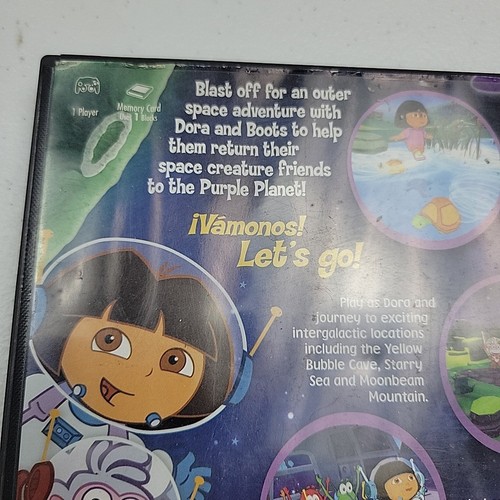 1 Player
Memory Card
1 Blocks
Blast off for an outer
space adventure with
Dora and Boots to help
them return their
space creature friends
to the Purple Planet!
¡Vámonos!
Let's go!
Play as Dora and
journey to exciting
intergalactic locations
including the Yellow
Bubble Cave, Starry
Sea and Moonbeam
Mountain.